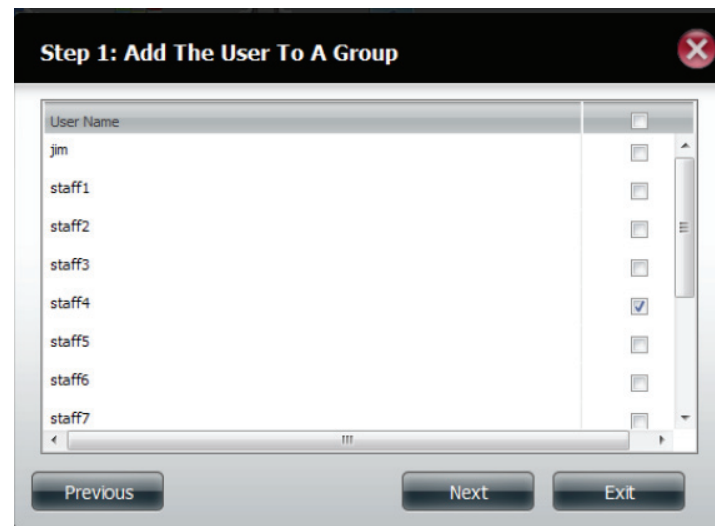 Step 1: Add The User To A Group
User Name
jim
staff1
staff2
staff3
staff4
staff5
staff6
staff7
Previous Next Exit